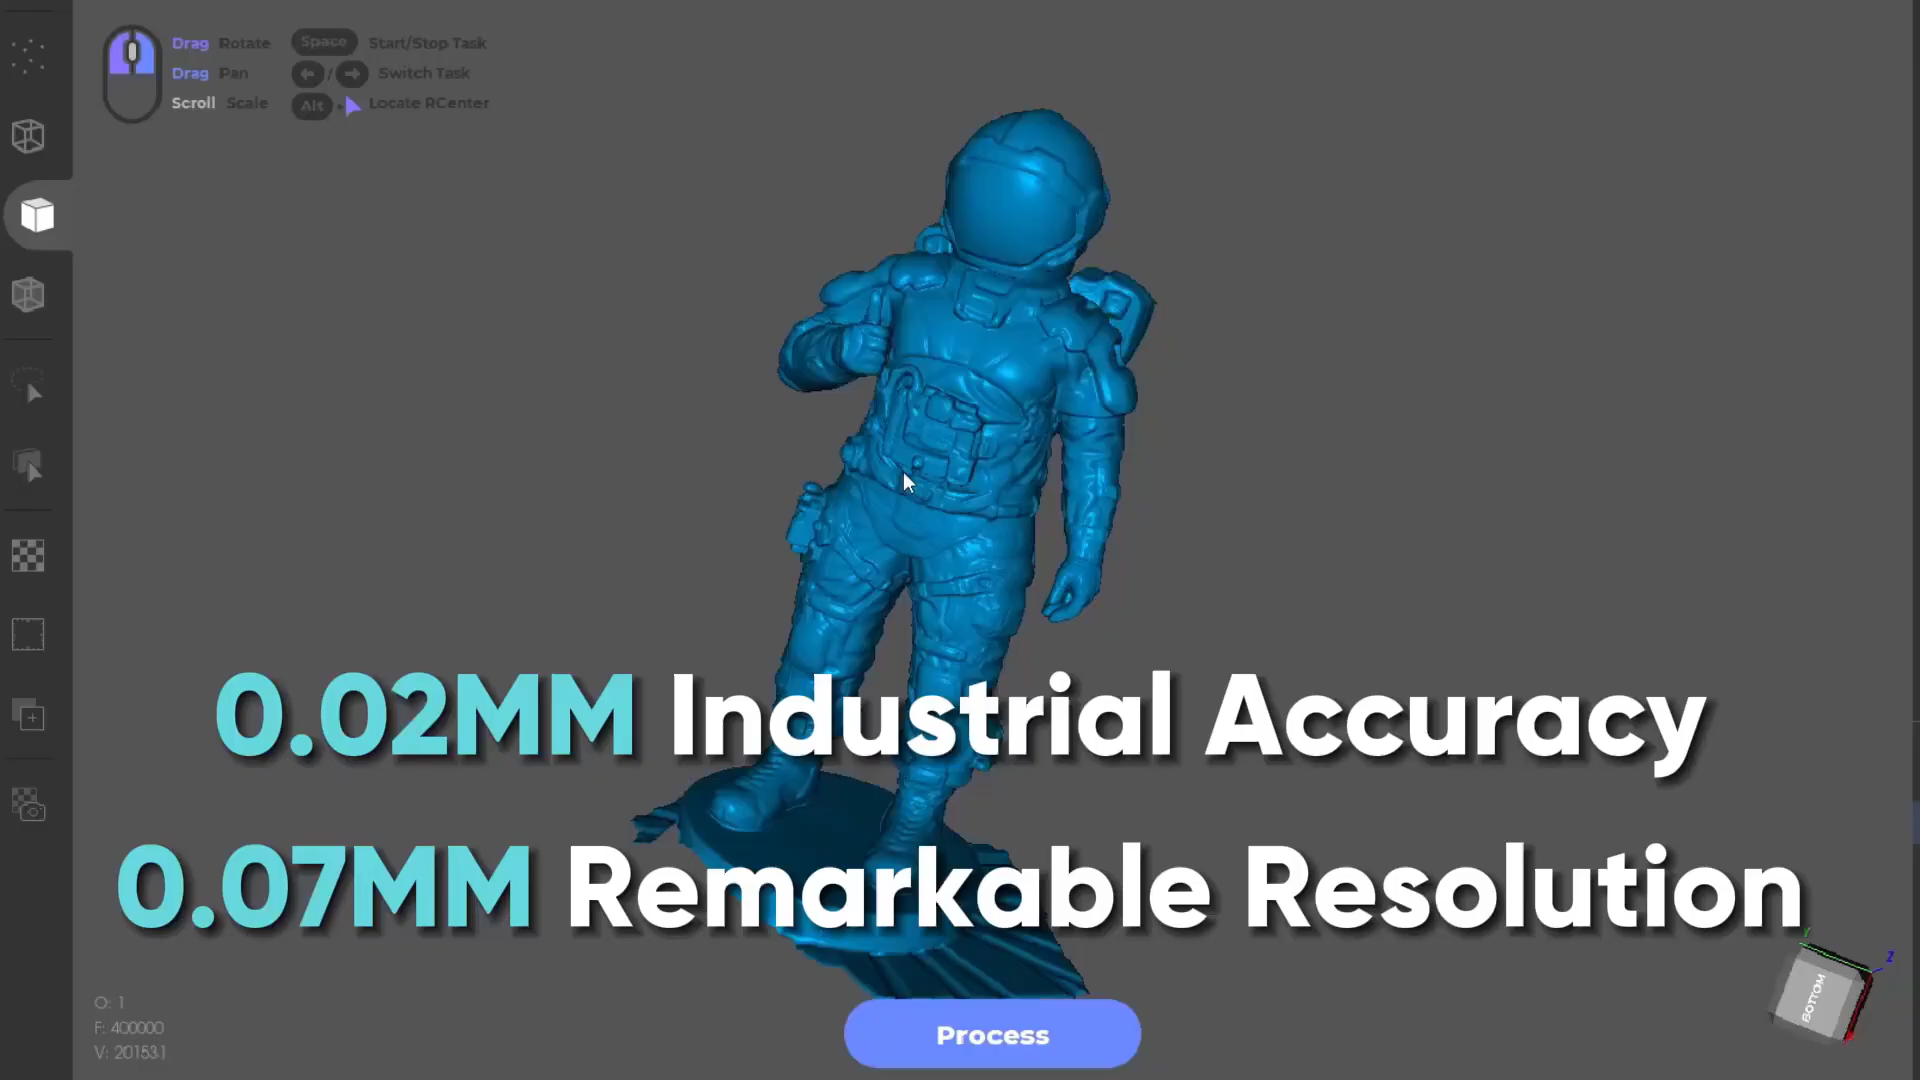 Drag Rotate Space Start/Stop Task
Drag Pan / Switch Task
Scroll Scale Alt + Locate RCenter
0.02MM Industrial Accuracy
0.07MM Remarkable Resolution
Y
Z
BOTTOM
O: 1
F: 400000
V: 201531
Process